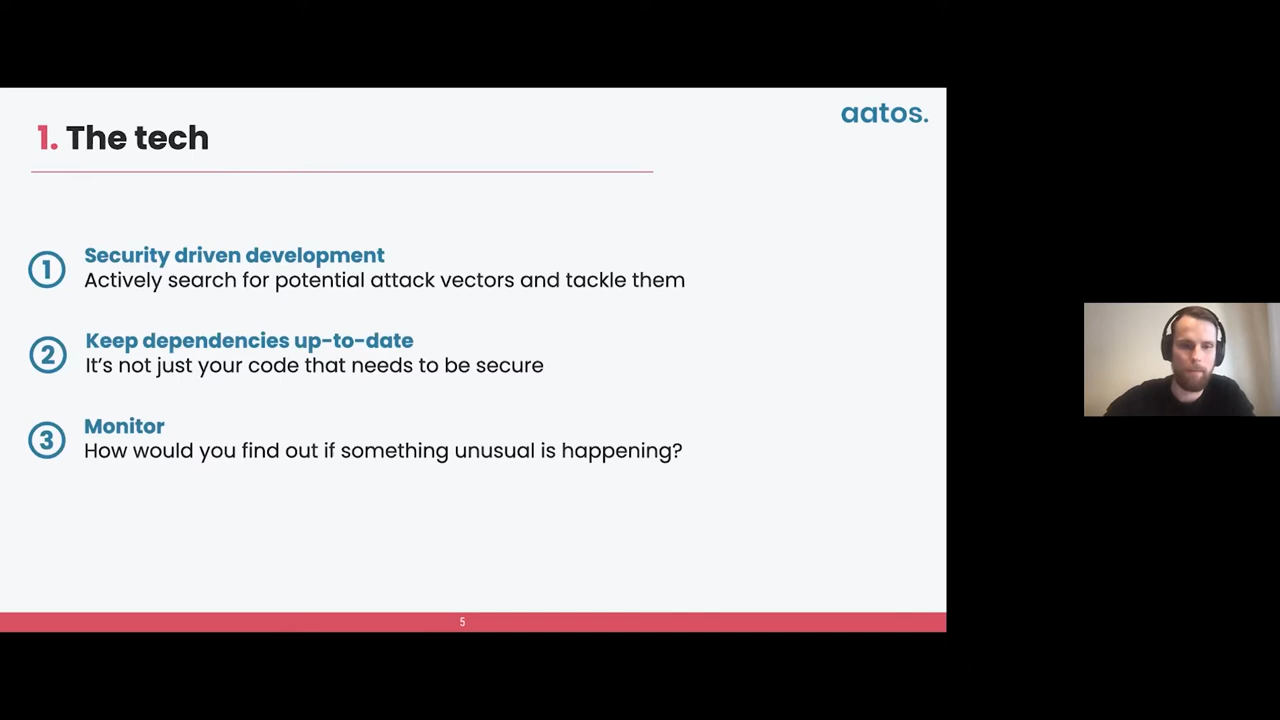 aatos.
1. The tech
1
Security driven development
Actively search for potential attack vectors and tackle them
2
Keep dependencies up-to-date
It's not just your code that needs to be secure
3
Monitor
How would you find out if something unusual is happening?
5